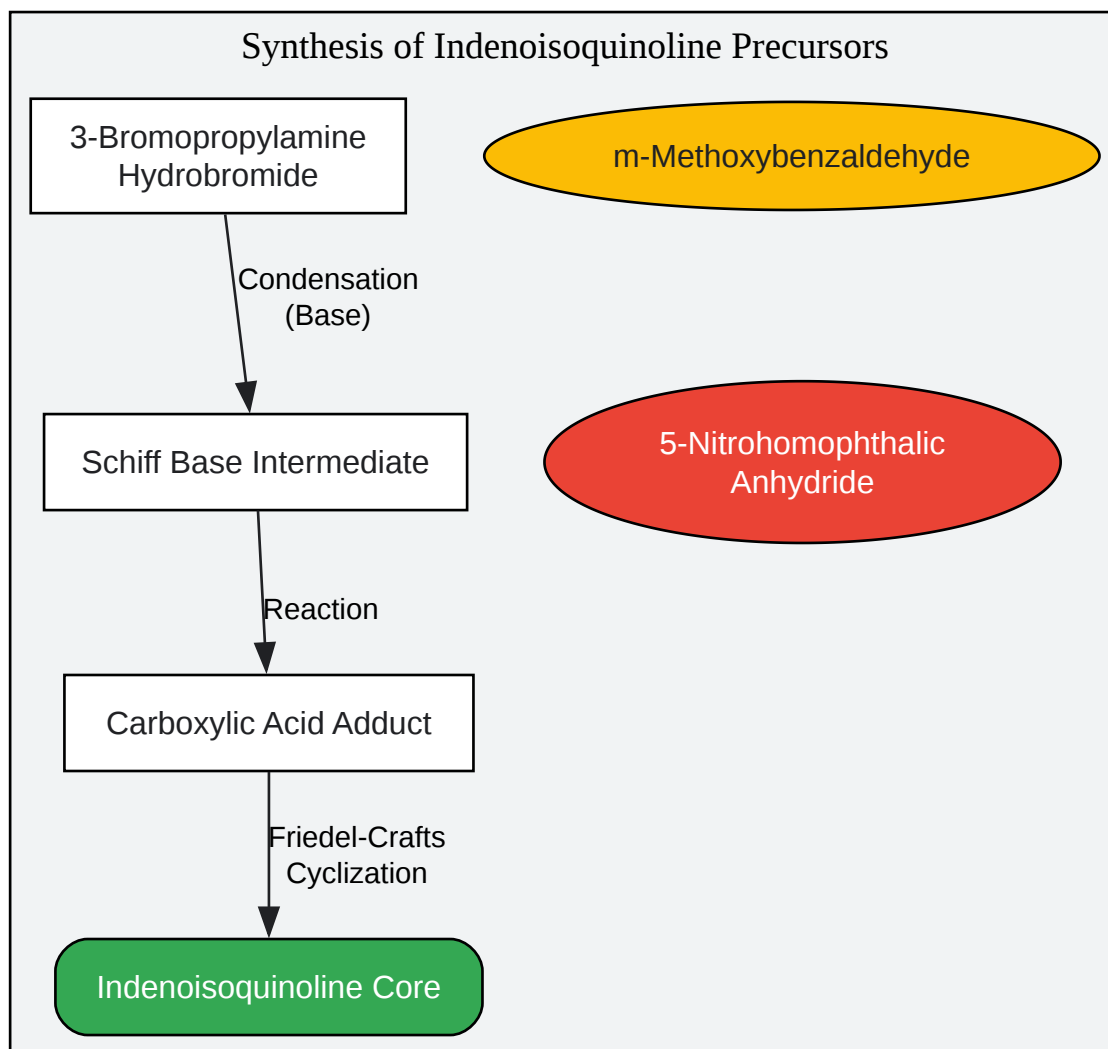 Synthesis of Indenoisoquinoline Precursors
3-Bromopropylamine
Hydrobromide
m-Methoxybenzaldehyde
Condensation
(Base)
Schiff Base Intermediate
5-Nitrohomophthalic
Anhydride
Reaction
Carboxylic Acid Adduct
Friedel-Crafts
Cyclization
Indenoisoquinoline Core